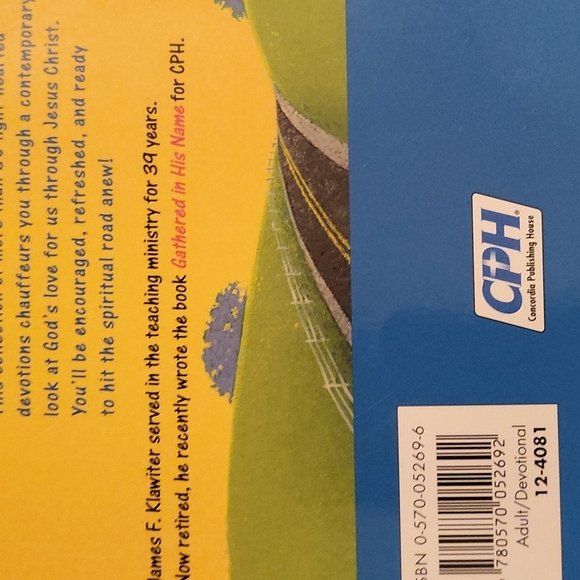 devotions chauffeurs you through a contemporary
look at God's love for us through Jesus Christ.
You'll be encouraged, refreshed, and ready
to hit the spiritual road anew!
James F. Klawiter served in the teaching ministry for 39 years.
Now retired, he recently wrote the book Gathered in His Name for CPH.
CPH®
Concordia Publishing House
ISBN 0-570-05269-6
780570 052692
Adult/Devotional
12-4081